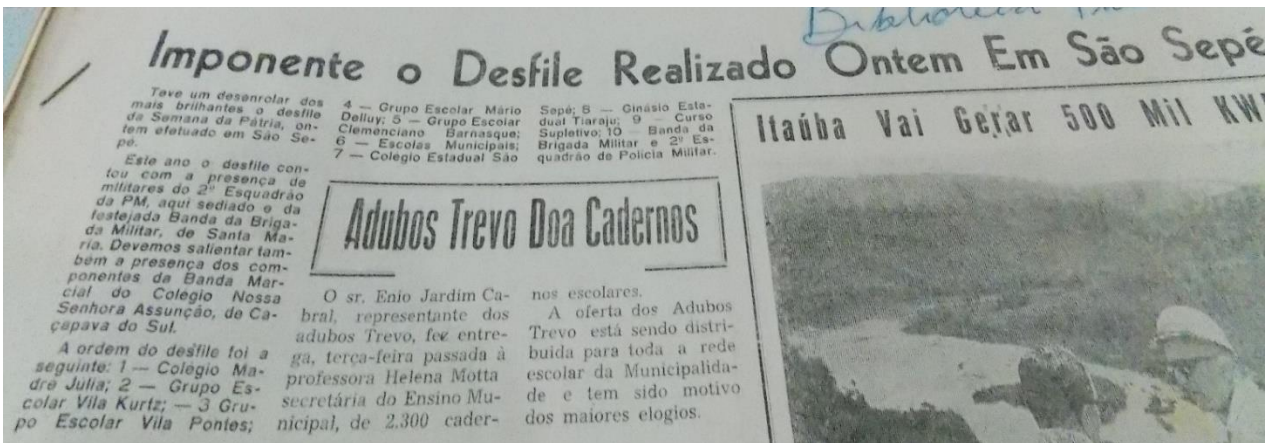 Biblioteca
Imponente o Desfile Realizado Ontem Em São Sepé
Teve um desenrolar dos
mais brilhantes o desfile
da Semana da Pátria, on-
tem efetuado em São Se-
pé.
Este ano o desfile con-
tou com a presença de
militares do 2º Esquadrão
da PM, aqui sediado e da
festejada Banda da Briga-
da Militar, de Santa Ma-
ria. Devemos salientar tam-
bém a presença dos com-
ponentes da Banda Mar-
cial do Colégio Nossa
Senhora Assunção, de Ca-
çapava do Sul.
A ordem do desfile foi a
seguinte: 1 — Colégio Ma-
dre Júlia; 2 — Grupo Es-
colar Vila Kurtz; — 3 Gru-
po Escolar Vila Pontes;
4 — Grupo Escolar Mário
Delluy; 5 — Grupo Escolar
Clemenciano Barnasque;
6 — Escolas Municipais;
7 — Colégio Estadual São
Sepé; 8 — Ginásio Esta-
dual Tiaraju; 9 — Curso
Supletivo; 10 — Banda da
Brigada Militar e 2º Es-
quadrão de Polícia Militar.
Adubos Trevo Doa Cadernos
O sr. Enio Jardim Ca-
bral, representante dos
adubos Trevo, fez entre-
ga, terça-feira passada à
professora Helena Motta
secretária do Ensino Mu-
nicipal, de 2.300 cader-
nos escolares.
A oferta dos Adubos
Trevo está sendo distri-
buida para toda a rede
escolar da Municipalida-
de e tem sido motivo
dos maiores elogios.
Itaúba Vai Gerar 500 Mil KW